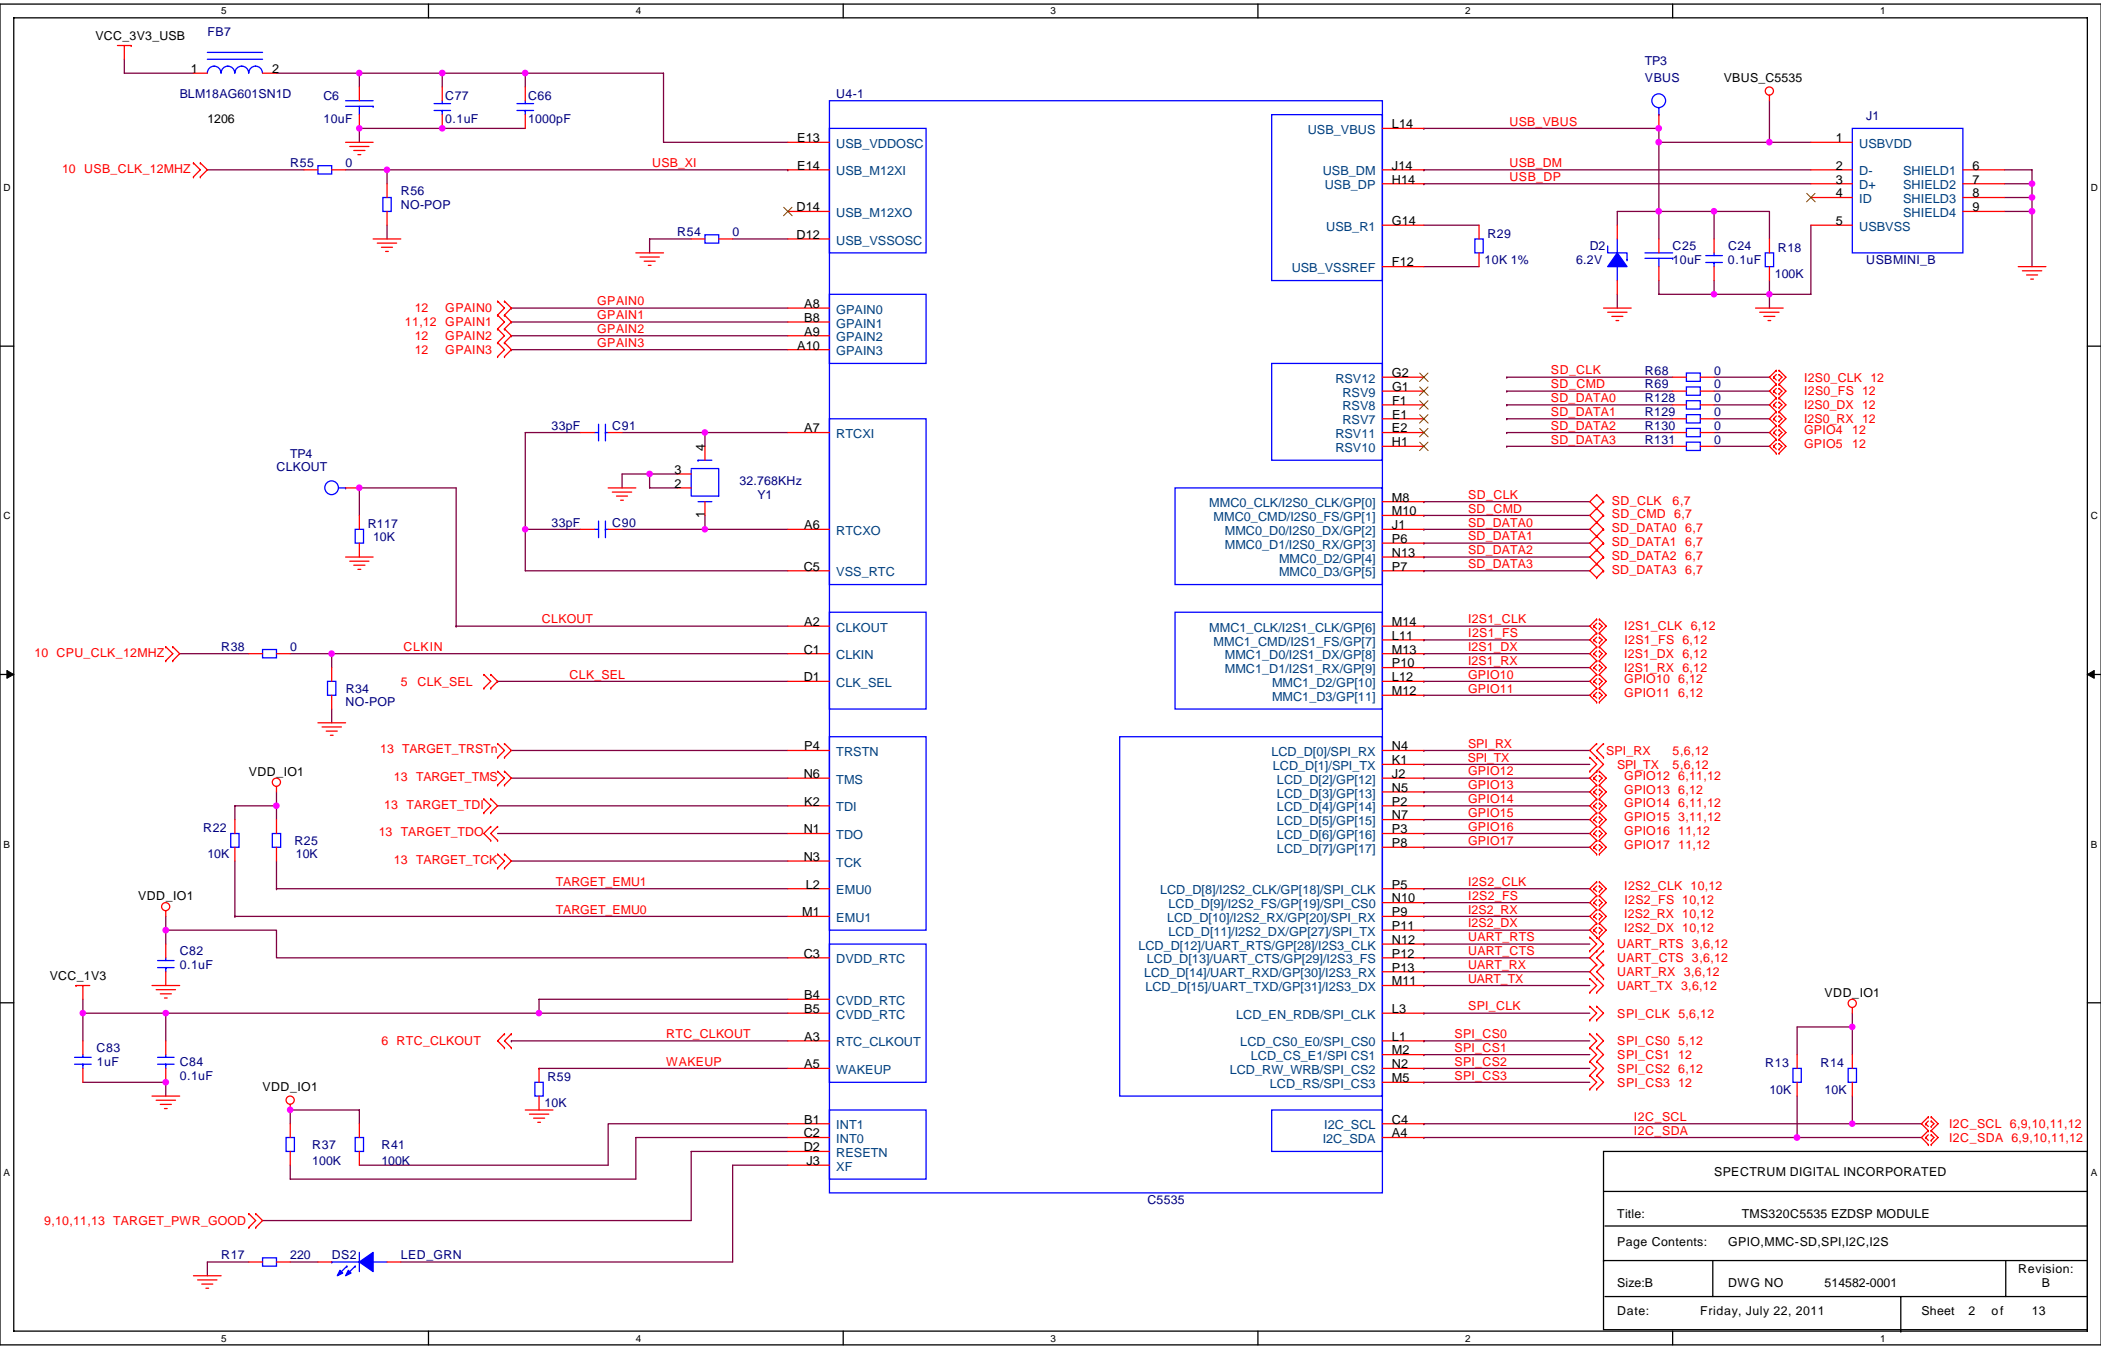 5 4 3 2 1
VCC_3V3_USB
FB7
1 2
BLM18AG601SN1D
1206
C6
10uF
C77
0.1uF
C66
1000pF
10 USB_CLK_12MHZ
R55 0
USB_XI
R56
NO-POP
R54 0
U4-1
E13 USB_VDDOSC
E14 USB_M12XI
D14 USB_M12XO
D12 USB_VSSOSC
12 GPAIN0 GPAIN0 A8 GPAIN0
11,12 GPAIN1 GPAIN1 B8 GPAIN1
12 GPAIN2 GPAIN2 A9 GPAIN2
12 GPAIN3 GPAIN3 A10 GPAIN3
33pF C91 A7 RTCXI
4
3
2
1
32.768KHz
Y1
33pF C90 A6 RTCXO
C5 VSS_RTC
TP4
CLKOUT
R117
10K
CLKOUT A2 CLKOUT
10 CPU_CLK_12MHZ R38 0 CLKIN C1 CLKIN
5 CLK_SEL CLK_SEL D1 CLK_SEL
R34
NO-POP
13 TARGET_TRSTn P4 TRSTN
13 TARGET_TMS N6 TMS
13 TARGET_TDI K2 TDI
13 TARGET_TDO N1 TDO
13 TARGET_TCK N3 TCK
VDD_IO1
R22
10K
R25
10K
TARGET_EMU1 L2 EMU0
TARGET_EMU0 M1 EMU1
VDD_IO1
C82
0.1uF
C3 DVDD_RTC
VCC_1V3
B4 CVDD_RTC
B5 CVDD_RTC
6 RTC_CLKOUT RTC_CLKOUT A3 RTC_CLKOUT
WAKEUP A5 WAKEUP
C83
1uF
C84
0.1uF
R59
10K
VDD_IO1
R37
100K
R41
100K
B1 INT1
C2 INT0
D2 RESETN
J3 XF
9,10,11,13 TARGET_PWR_GOOD
R17 220 DS2 LED_GRN
C5535
USB_VBUS L14 USB_VBUS
USB_DM J14 USB_DM
USB_DP H14 USB_DP
USB_R1 G14
USB_VSSREF F12
R29
10K 1%
TP3
VBUS
VBUS_C5535
J1
1 USBVDD
2 D-
3 D+
4 ID
5 USBVSS
SHIELD1 6
SHIELD2 7
SHIELD3 8
SHIELD4 9
USBMINI_B
D2
6.2V
C25
10uF
C24
0.1uF
R18
100K
RSV12 G2
RSV9 G1
RSV8 F1
RSV7 E1
RSV11 E2
RSV10 H1
SD_CLK R68 0 I2S0_CLK 12
SD_CMD R69 0 I2S0_FS 12
SD_DATA0 R128 0 I2S0_DX 12
SD_DATA1 R129 0 I2S0_RX 12
SD_DATA2 R130 0 GPIO4 12
SD_DATA3 R131 0 GPIO5 12
MMC0_CLK/I2S0_CLK/GP[0] M8 SD_CLK SD_CLK 6,7
MMC0_CMD/I2S0_FS/GP[1] M10 SD_CMD SD_CMD 6,7
MMC0_D0/I2S0_DX/GP[2] J1 SD_DATA0 SD_DATA0 6,7
MMC0_D1/I2S0_RX/GP[3] P6 SD_DATA1 SD_DATA1 6,7
MMC0_D2/GP[4] N13 SD_DATA2 SD_DATA2 6,7
MMC0_D3/GP[5] P7 SD_DATA3 SD_DATA3 6,7
MMC1_CLK/I2S1_CLK/GP[6] M14 I2S1_CLK I2S1_CLK 6,12
MMC1_CMD/I2S1_FS/GP[7] L11 I2S1_FS I2S1_FS 6,12
MMC1_D0/I2S1_DX/GP[8] M13 I2S1_DX I2S1_DX 6,12
MMC1_D1/I2S1_RX/GP[9] P10 I2S1_RX I2S1_RX 6,12
MMC1_D2/GP[10] L12 GPIO10 GPIO10 6,12
MMC1_D3/GP[11] M12 GPIO11 GPIO11 6,12
LCD_D[0]/SPI_RX N4 SPI_RX SPI_RX 5,6,12
LCD_D[1]/SPI_TX K1 SPI_TX SPI_TX 5,6,12
LCD_D[2]/GP[12] J2 GPIO12 GPIO12 6,11,12
LCD_D[3]/GP[13] N5 GPIO13 GPIO13 6,12
LCD_D[4]/GP[14] P2 GPIO14 GPIO14 6,11,12
LCD_D[5]/GP[15] N7 GPIO15 GPIO15 3,11,12
LCD_D[6]/GP[16] P3 GPIO16 GPIO16 11,12
LCD_D[7]/GP[17] P8 GPIO17 GPIO17 11,12
LCD_D[8]/I2S2_CLK/GP[18]/SPI_CLK P5 I2S2_CLK I2S2_CLK 10,12
LCD_D[9]/I2S2_FS/GP[19]/SPI_CS0 N10 I2S2_FS I2S2_FS 10,12
LCD_D[10]/I2S2_RX/GP[20]/SPI_RX P9 I2S2_RX I2S2_RX 10,12
LCD_D[11]/I2S2_DX/GP[27]/SPI_TX P11 I2S2_DX I2S2_DX 10,12
LCD_D[12]/UART_RTS/GP[28]/I2S3_CLK N12 UART_RTS UART_RTS 3,6,12
LCD_D[13]/UART_CTS/GP[29]/I2S3_FS P12 UART_CTS UART_CTS 3,6,12
LCD_D[14]/UART_RXD/GP[30]/I2S3_RX P13 UART_RX UART_RX 3,6,12
LCD_D[15]/UART_TXD/GP[31]/I2S3_DX M11 UART_TX UART_TX 3,6,12
LCD_EN_RDB/SPI_CLK L3 SPI_CLK SPI_CLK 5,6,12
LCD_CS0_E0/SPI_CS0 L1 SPI_CS0 SPI_CS0 5,12
LCD_CS_E1/SPI CS1 M2 SPI_CS1 SPI_CS1 12
LCD_RW_WRB/SPI_CS2 N2 SPI_CS2 SPI_CS2 6,12
LCD_RS/SPI_CS3 M5 SPI_CS3 SPI_CS3 12
VDD_IO1
R13
10K
R14
10K
I2C_SCL C4 I2C_SCL I2C_SCL 6,9,10,11,12
I2C_SDA A4 I2C_SDA I2C_SDA 6,9,10,11,12
SPECTRUM DIGITAL INCORPORATED
Title: TMS320C5535 EZDSP MODULE
Page Contents: GPIO,MMC-SD,SPI,I2C,I2S
Size:B DWG NO 514582-0001 Revision: B
Date: Friday, July 22, 2011 Sheet 2 of 13
D D
C C
B B
A A
5 4 3 2 1